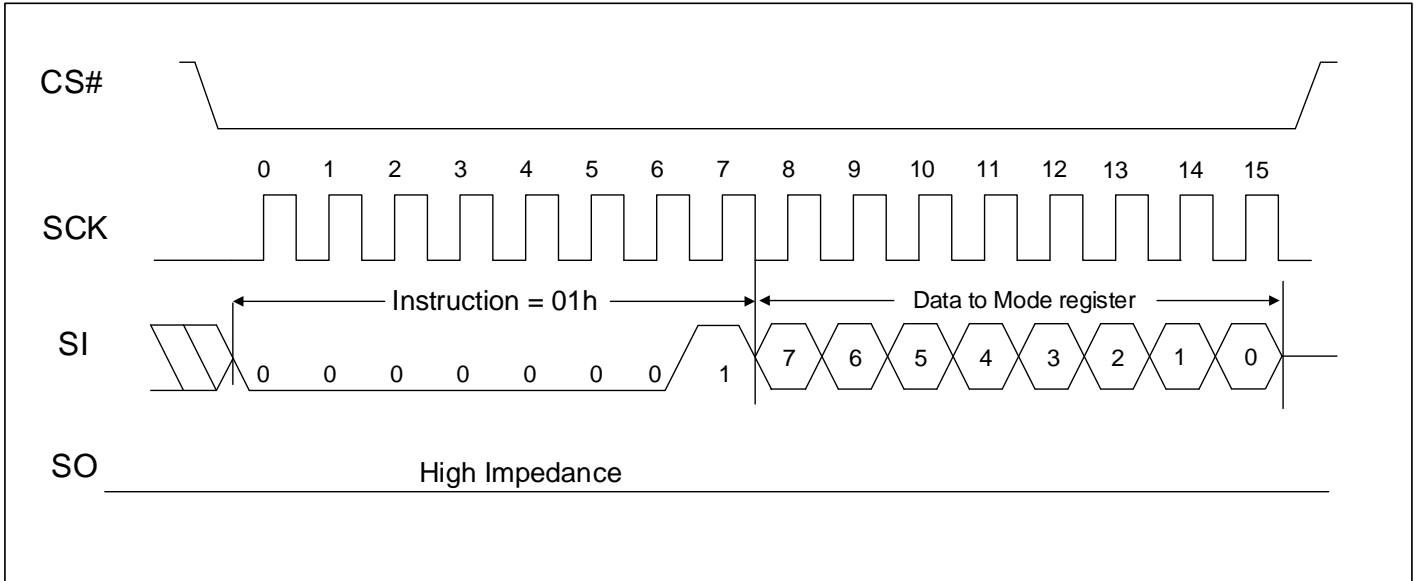 CS#
0 1 2 3 4 5 6 7 8 9 10 11 12 13 14 15
SCK
Instruction = 01h Data to Mode register
SI
0 0 0 0 0 0 0 1 7 6 5 4 3 2 1 0
SO
High Impedance